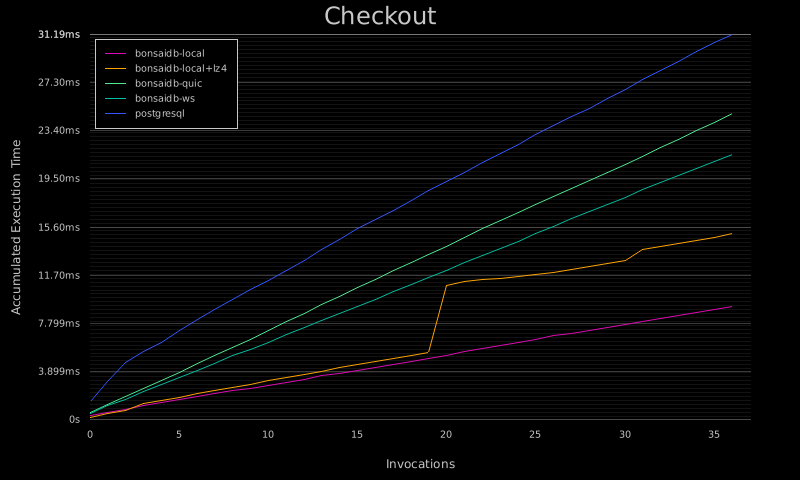 Checkout
31.19ms
27.30ms
23.40ms
19.50ms
15.60ms
11.70ms
7.799ms
3.899ms
0s
Accumulated Execution Time
bonsaidb-local
bonsaidb-local+lz4
bonsaidb-quic
bonsaidb-ws
postgresql
0 5 10 15 20 25 30 35
Invocations